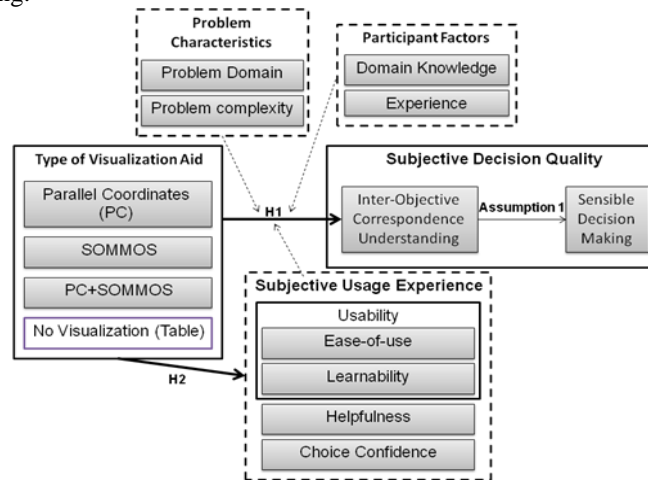 ng.
Problem
Characteristics
Problem Domain
Problem complexity
Participant Factors
Domain Knowledge
Experience
Type of Visualization Aid
Parallel Coordinates
(PC)
SOMMOS
PC+SOMMOS
No Visualization (Table)
H1
Subjective Decision Quality
Inter-Objective
Correspondence
Understanding
Assumption 1
Sensible
Decision
Making
H2
Subjective Usage Experience
Usability
Ease-of-use
Learnability
Helpfulness
Choice Confidence